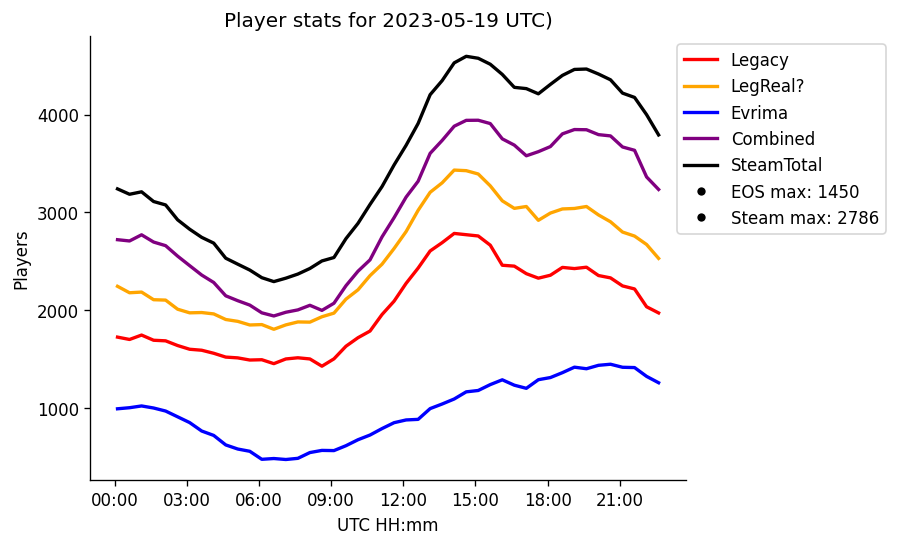 Player stats for 2023-05-19 UTC)
Legacy
LegReal?
Evrima
Combined
SteamTotal
EOS max: 1450
Steam max: 2786
Players
4000
3000
2000
1000
00:00 03:00 06:00 09:00 12:00 15:00 18:00 21:00
UTC HH:mm